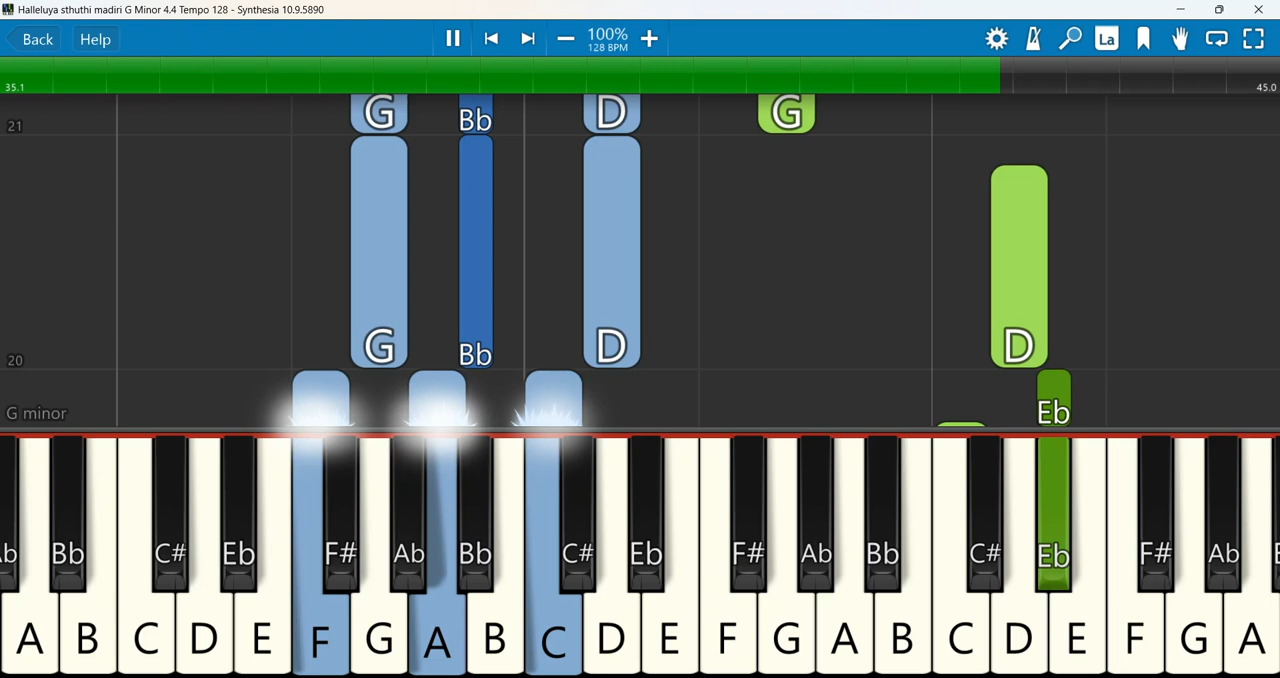 Halleluya sthuthi madiri G Minor 4.4 Tempo 128 - Synthesia 10.9.5890
Back Help 100% La
128 BPM
35.1 45.0
21 G Bb D G
20 G Bb D D
G minor Eb
Ab Bb C# Eb F# Ab Bb C# Eb F# Ab Bb C# Eb F# Ab
A B C D E F G A B C D E F G A B C D E F G A